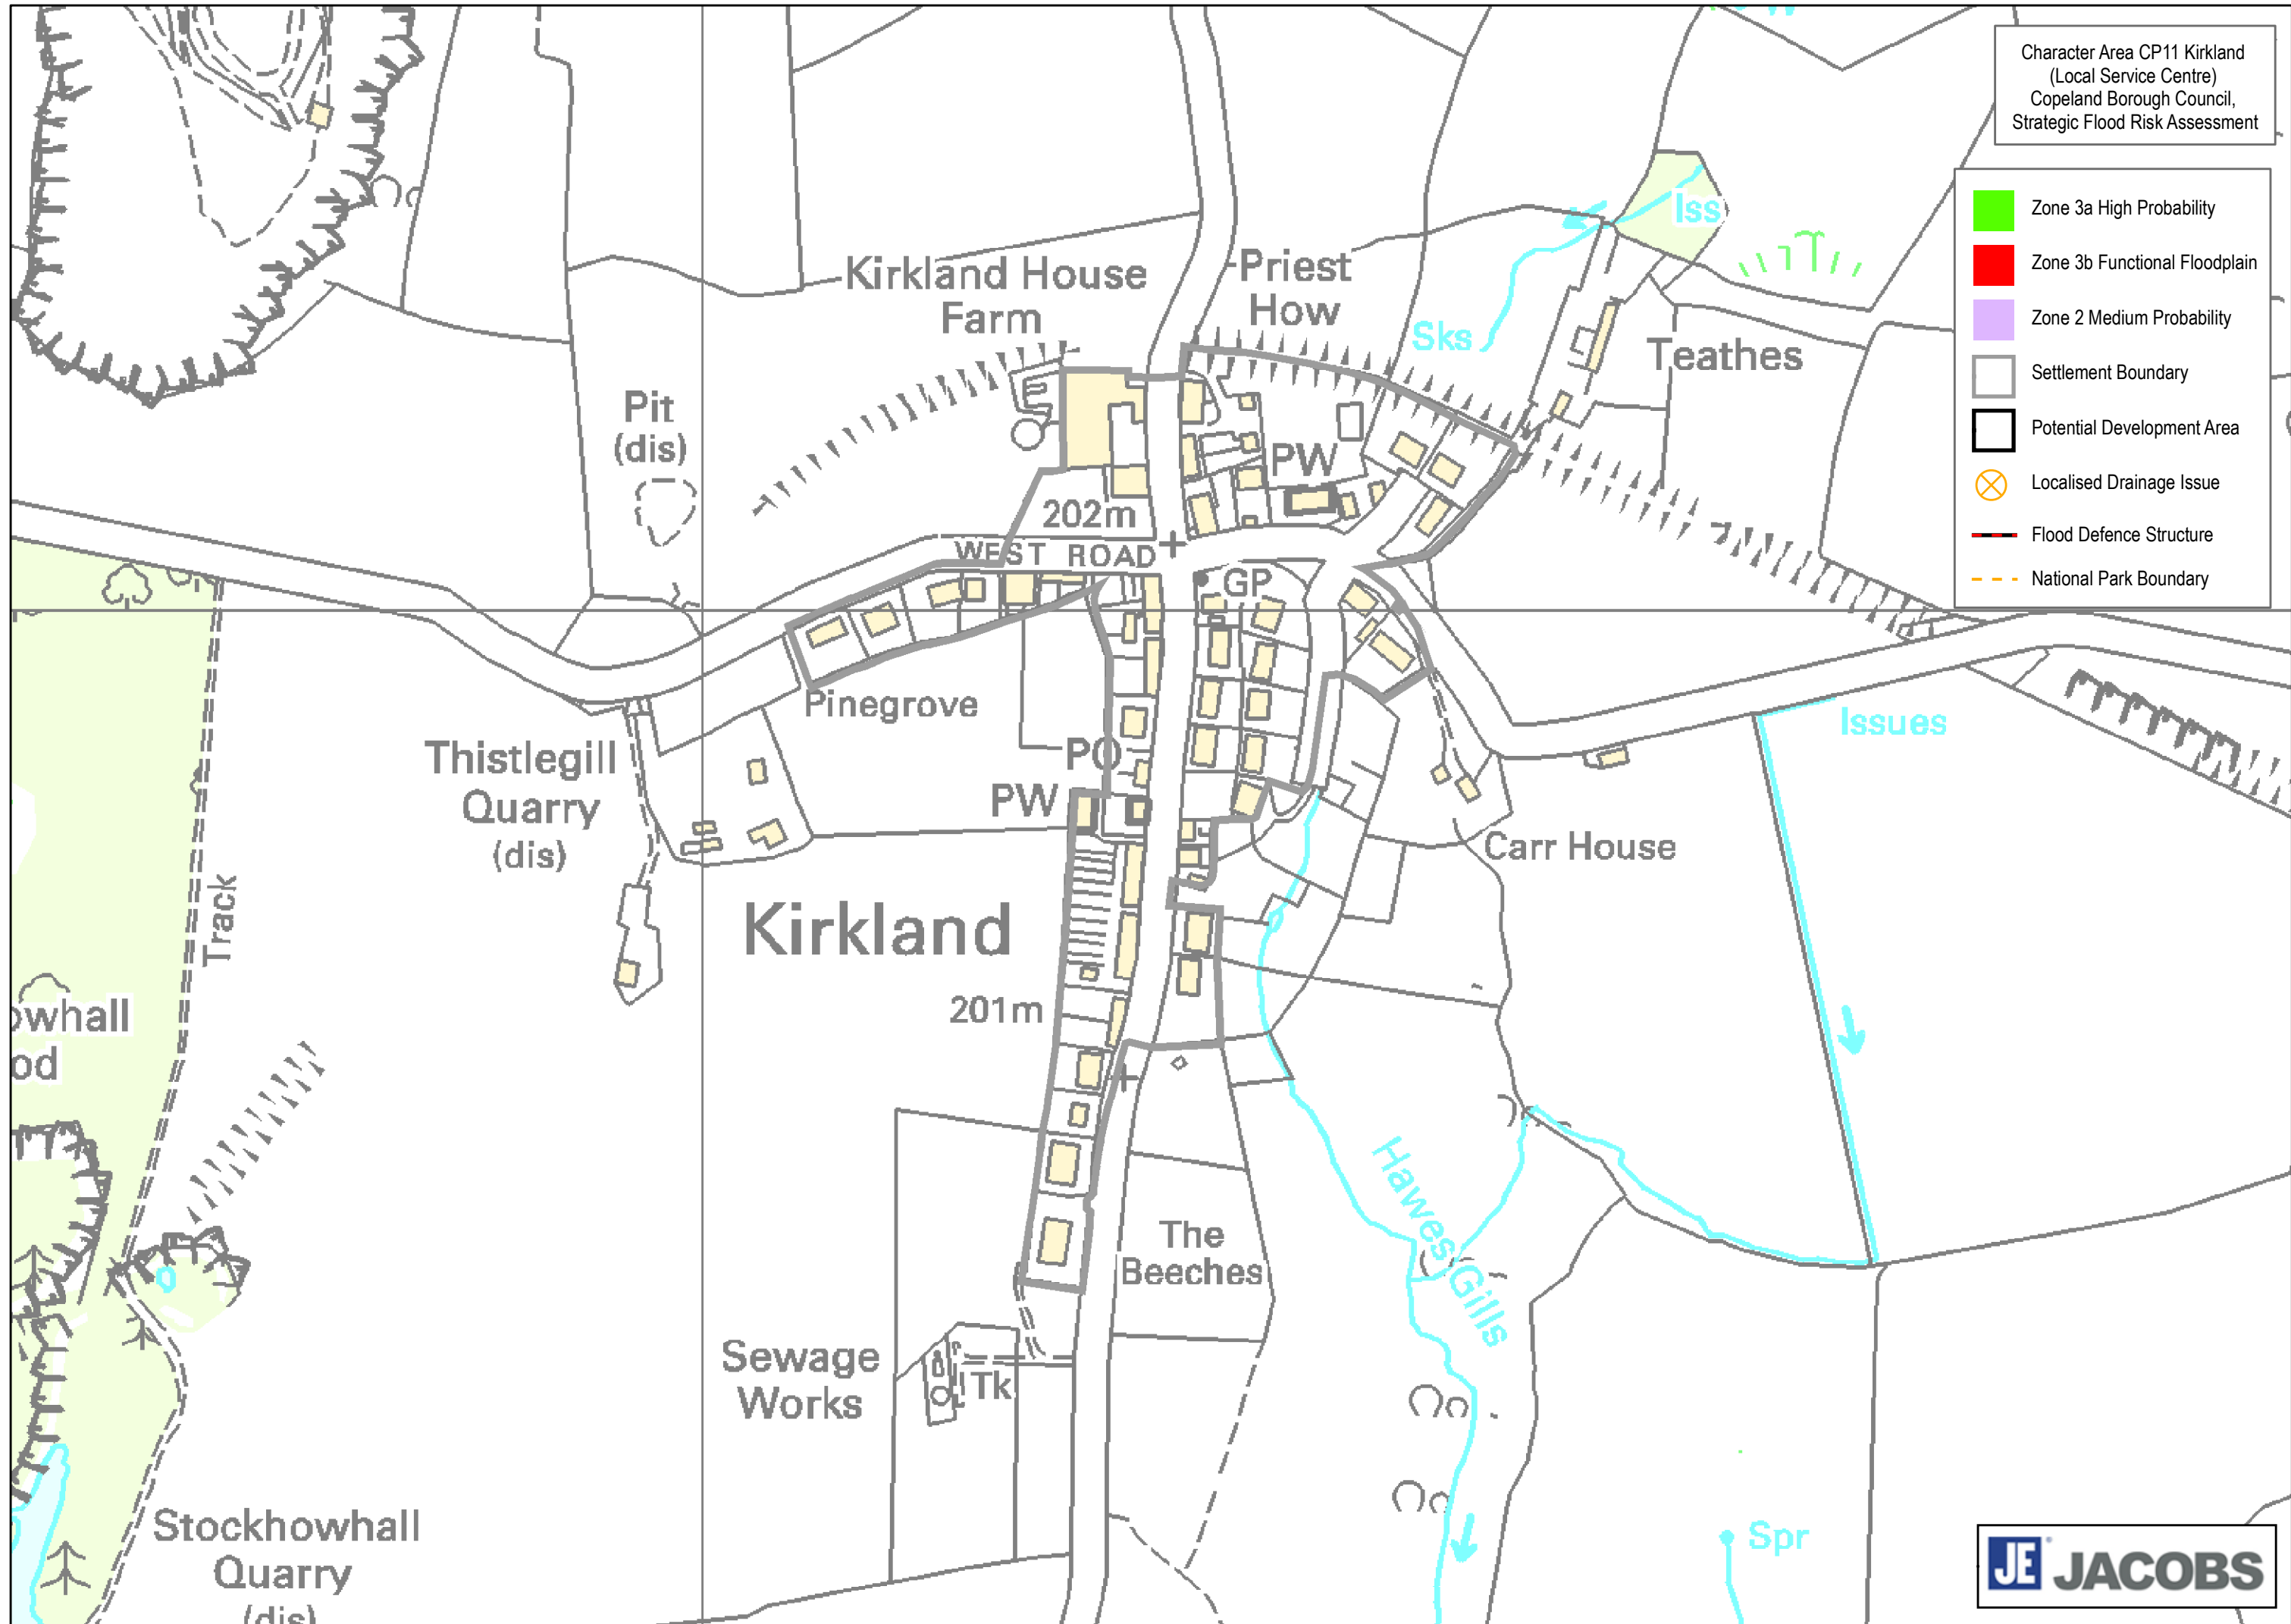 Character Area CP11 Kirkland
(Local Service Centre)
Copeland Borough Council,
Strategic Flood Risk Assessment
Zone 3a High Probability
Zone 3b Functional Floodplain
Zone 2 Medium Probability
Settlement Boundary
Potential Development Area
Localised Drainage Issue
Flood Defence Structure
National Park Boundary
Iss
Kirkland House
Farm
Priest
How
Sks
Teathes
Pit
(dis)
PW
202m
WEST ROAD
GP
Pinegrove
Issues
Thistlegill
Quarry
(dis)
PO
PW
Carr House
Track
Kirkland
201m
owhall
od
Hawes Gills
The
Beeches
Sewage
Works
Tk
Stockhowhall
Quarry
(dis)
Spr
JE JACOBS